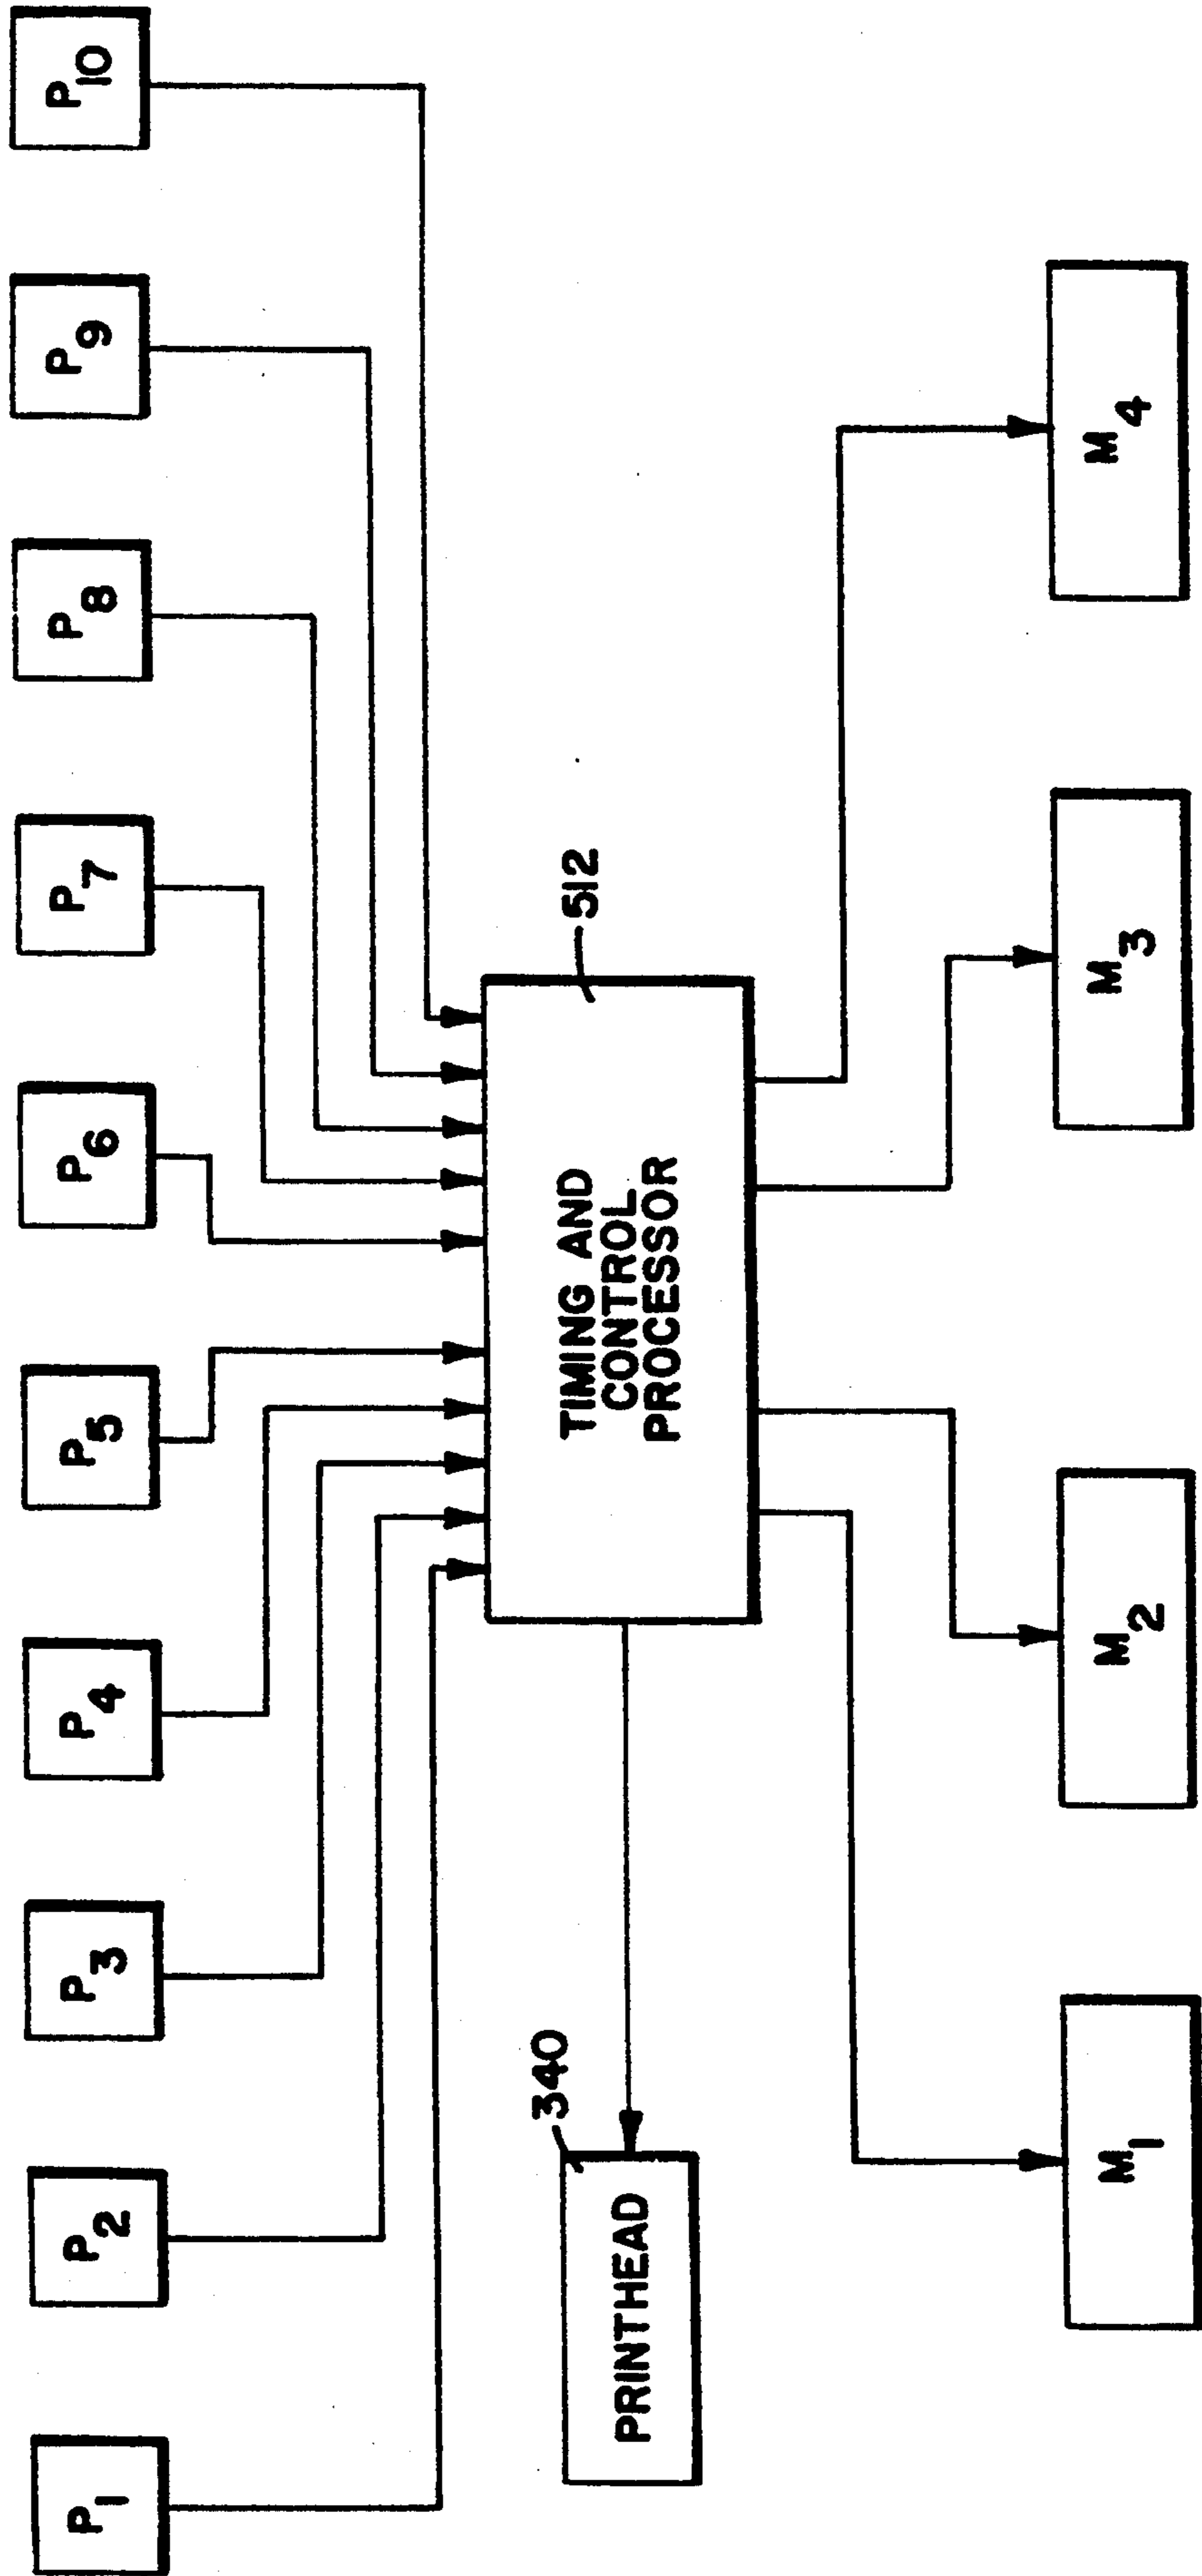 P1
P2
P3
P4
P5
P6
P7
P8
P9
P10
512
TIMING AND
CONTROL
PROCESSOR
340
PRINTHEAD
M1
M2
M3
M4